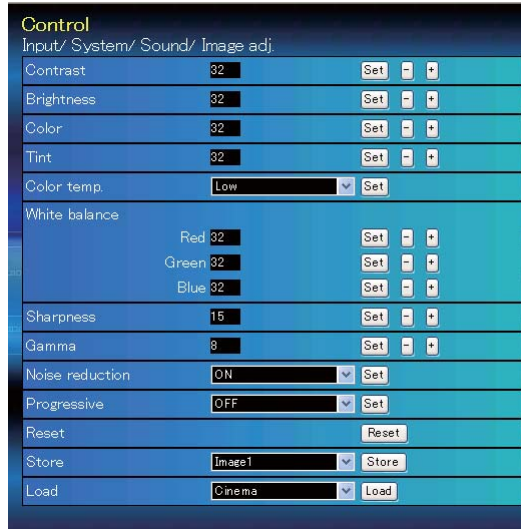 Control
Input/ System/ Sound/ Image adj.
Contrast 32 Set - +
Brightness 32 Set - +
Color 32 Set - +
Tint 32 Set - +
Color temp. Low Set
White balance
Red 32 Set - +
Green 32 Set - +
Blue 32 Set - +
Sharpness 15 Set - +
Gamma 8 Set - +
Noise reduction ON Set
Progressive OFF Set
Reset Reset
Store Image1 Store
Load Cinema Load